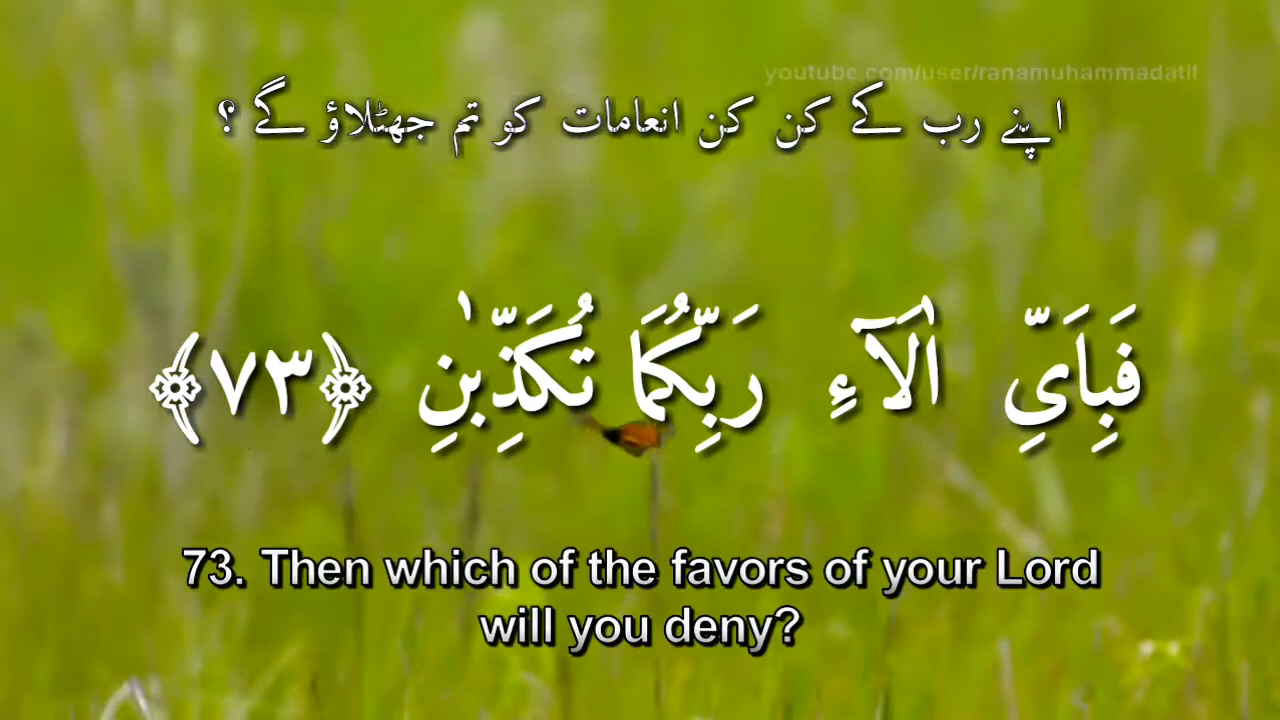 youtube.com/user/ranamuhammadatif
اپنے رب کے کن کن انعامات کو تم جھٹلاؤ گے ؟
فَبِاَیِّ اٰلَآءِ رَبِّکُمَا تُکَذِّبٰنِ ﴿۷۳﴾
73. Then which of the favors of your Lord
will you deny?